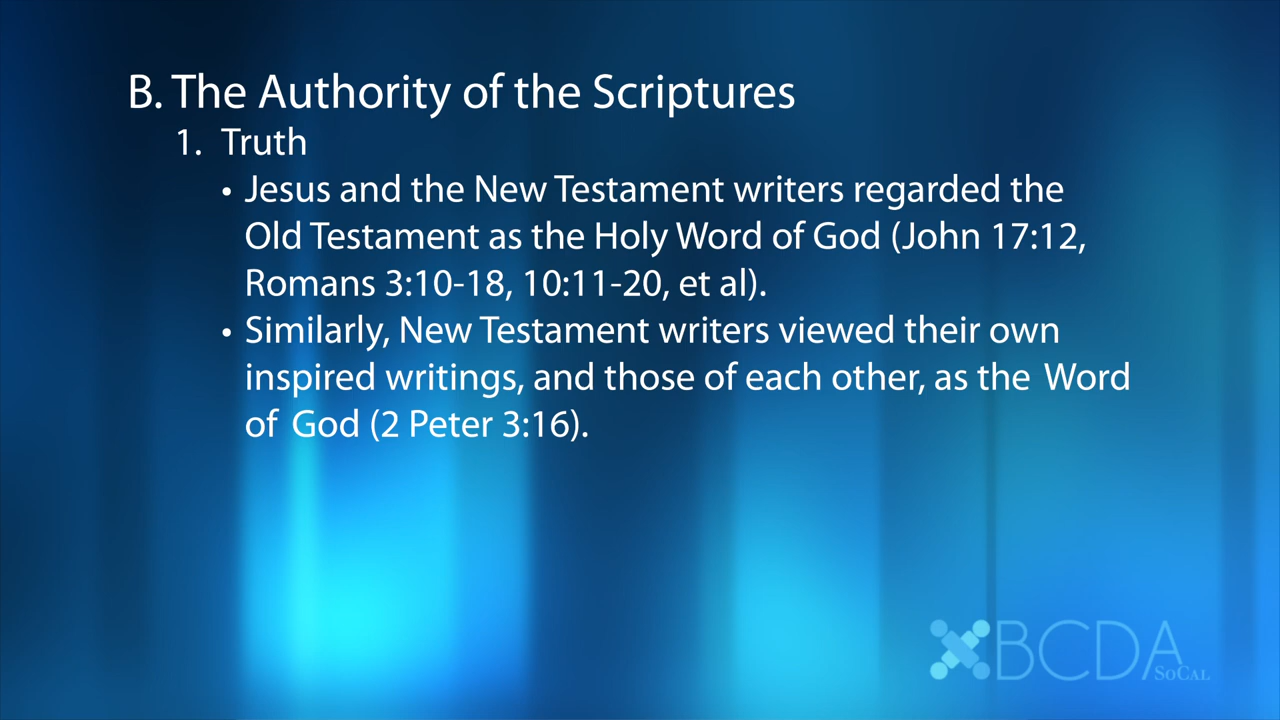 B. The Authority of the Scriptures
1. Truth
• Jesus and the New Testament writers regarded the
Old Testament as the Holy Word of God (John 17:12,
Romans 3:10-18, 10:11-20, et al).
• Similarly, New Testament writers viewed their own
inspired writings, and those of each other, as the Word
of God (2 Peter 3:16).
BCDA
SoCal